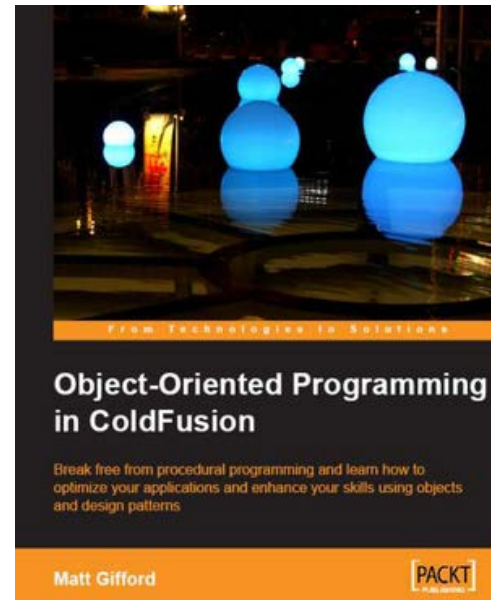 From Technologies to Solutions
Object-Oriented Programming
in ColdFusion
Break free from procedural programming and learn how to
optimize your applications and enhance your skills using objects
and design patterns
Matt Gifford
[PACKT]
PUBLISHING